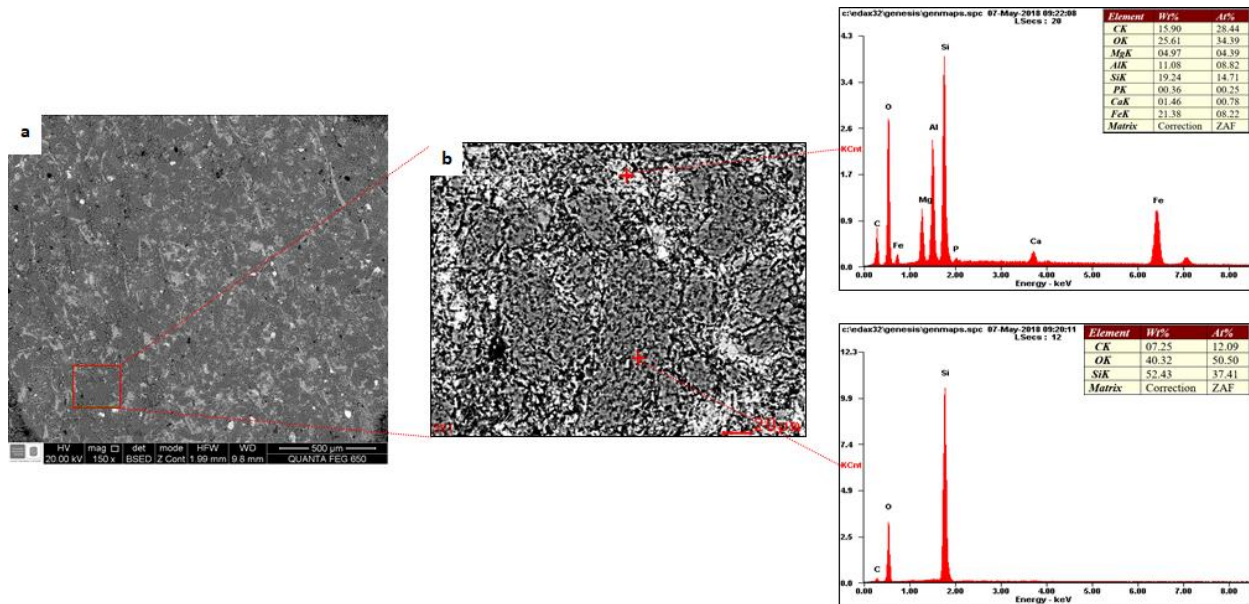 a
HV mag □ det mode HFW WD 500 µm
20.00 kV 150 x BSED Z Cont 1.99 mm 9.8 mm QUANTA FEG 650
b
c:\edax32\genesis\genmaps.spc 07-May-2018 09:22:08
LSecs : 20
Element Wt% At%
CK 15.90 28.44
OK 25.61 34.39
MgK 04.97 04.39
AlK 11.08 08.82
SiK 19.24 14.71
PK 00.36 00.25
CaK 01.46 00.78
FeK 21.38 08.22
Matrix Correction ZAF
4.3
3.4
2.6
KCnt
1.7
0.9
0.0
C
O
Fe
Mg
Al
Si
P
Ca
Fe
0.00 1.00 2.00 3.00 4.00 5.00 6.00 7.00 8.00
Energy - keV
c:\edax32\genesis\genmaps.spc 07-May-2018 09:20:11
LSecs : 12
Element Wt% At%
CK 07.25 12.09
OK 40.32 50.50
SiK 52.43 37.41
Matrix Correction ZAF
12.3
9.9
7.4
KCnt
4.9
2.5
0.0
C
O
Si
0.00 1.00 2.00 3.00 4.00 5.00 6.00 7.00 8.00
Energy - keV